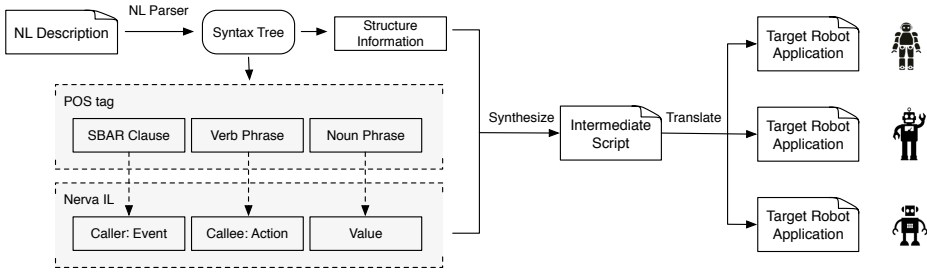 NL Description
NL Parser
Syntax Tree
Structure
Information
POS tag
SBAR Clause
Verb Phrase
Noun Phrase
Nerva IL
Caller: Event
Callee: Action
Value
Synthesize
Intermediate
Script
Translate
Target Robot
Application
Target Robot
Application
Target Robot
Application